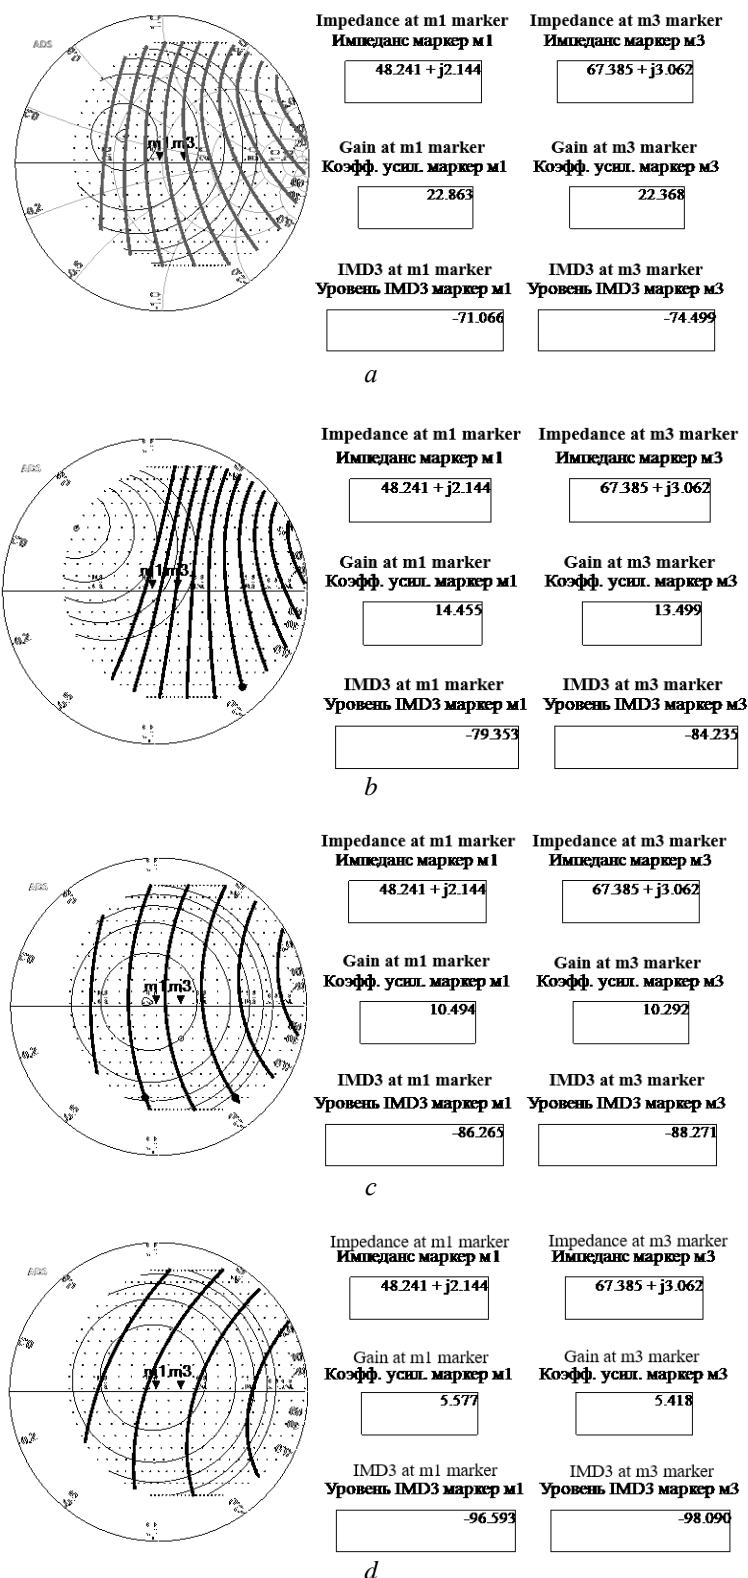 Impedance at m1 marker Impedance at m3 marker
Импеданс маркер м1 Импеданс маркер м3
ADS
48.241 + j2.144 67.385 + j3.062
Gain at m1 marker Gain at m3 marker
m1 m3
Коэфф. усил. маркер м1 Коэфф. усил. маркер м3
22.863 22.368
IMD3 at m1 marker IMD3 at m3 marker
Уровень IMD3 маркер м1 Уровень IMD3 маркер м3
-71.066 -74.499
a
Impedance at m1 marker Impedance at m3 marker
Импеданс маркер м1 Импеданс маркер м3
ADS
48.241 + j2.144 67.385 + j3.062
Gain at m1 marker Gain at m3 marker
m1 m3
Коэфф. усил. маркер м1 Коэфф. усил. маркер м3
14.455 13.499
IMD3 at m1 marker IMD3 at m3 marker
Уровень IMD3 маркер м1 Уровень IMD3 маркер м3
-79.353 -84.235
b
Impedance at m1 marker Impedance at m3 marker
Импеданс маркер м1 Импеданс маркер м3
ADS
48.241 + j2.144 67.385 + j3.062
Gain at m1 marker Gain at m3 marker
Коэфф. усил. маркер м1 Коэфф. усил. маркер м3
m1 m3
10.494 10.292
IMD3 at m1 marker IMD3 at m3 marker
Уровень IMD3 маркер м1 Уровень IMD3 маркер м3
-86.265 -88.271
c
Impedance at m1 marker Impedance at m3 marker
Импеданс маркер м1 Импеданс маркер м3
ADS
48.241 + j2.144 67.385 + j3.062
Gain at m1 marker Gain at m3 marker
Коэфф. усил. маркер м1 Коэфф. усил. маркер м3
m1 m3
5.577 5.418
IMD3 at m1 marker IMD3 at m3 marker
Уровень IMD3 маркер м1 Уровень IMD3 маркер м3
-96.593 -98.090
d